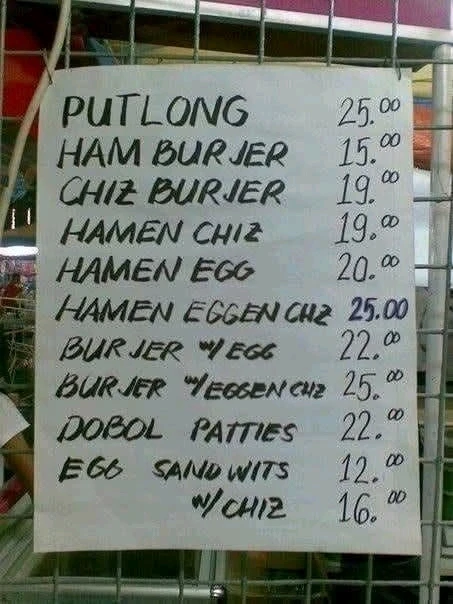 PUTLONG 25.00
HAM BURJER 15.00
CHIZ BURJER 19.00
HAMEN CHIZ 19.00
HAMEN EGG 20.00
HAMEN EGGEN CHZ 25.00
BURJER W/ EGG 22.00
BURJER W/ EGGEN CHZ 25.00
DOBOL PATTIES 22.00
EGG SANDWITS 12.00
W/ CHIZ 16.00